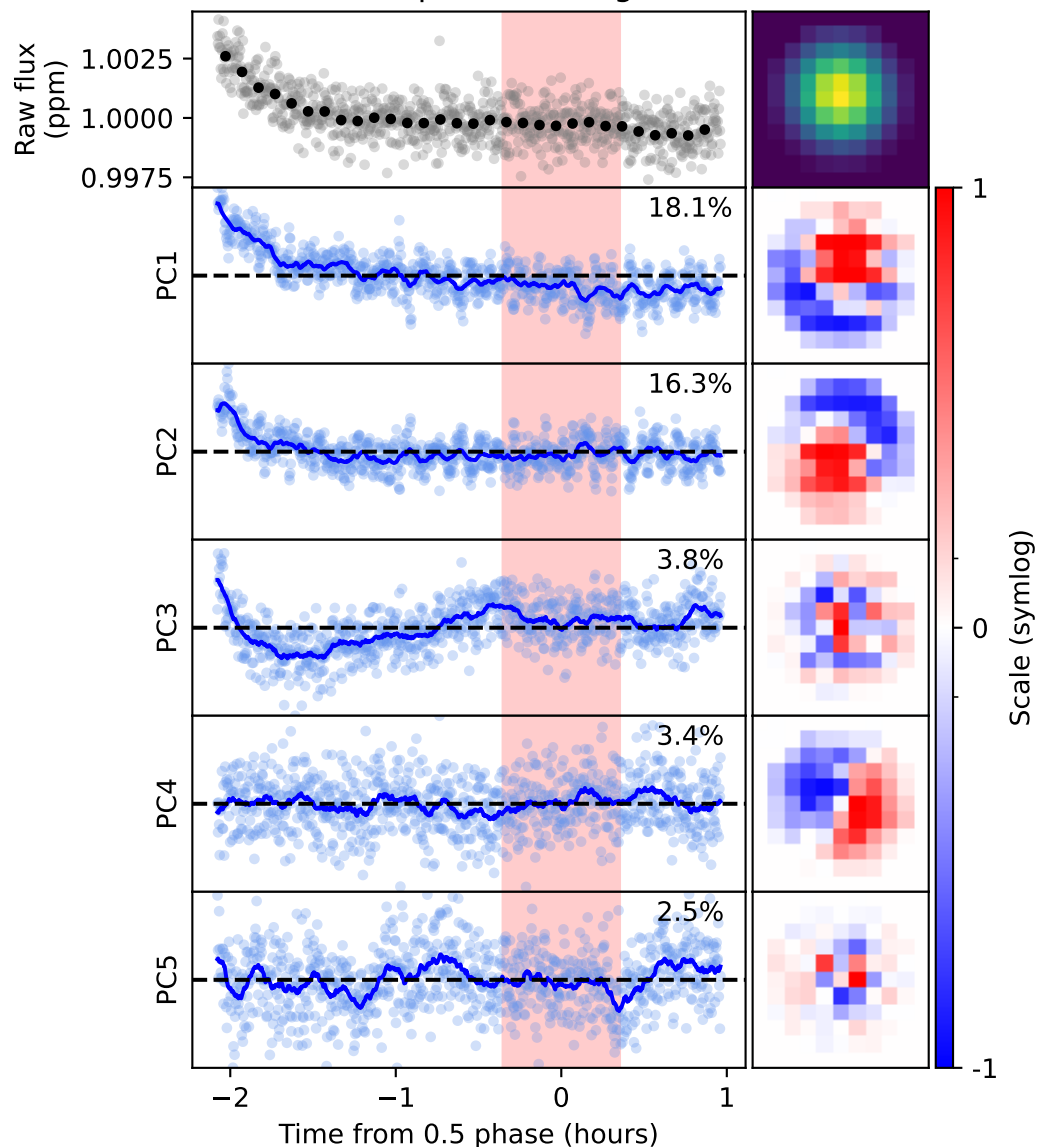 Raw flux
(ppm)
1.0025
1.0000
0.9975
PC1
18.1%
PC2
16.3%
PC3
3.8%
PC4
3.4%
PC5
2.5%
−2
−1
0
1
Time from 0.5 phase (hours)
1
0
-1
Scale (symlog)